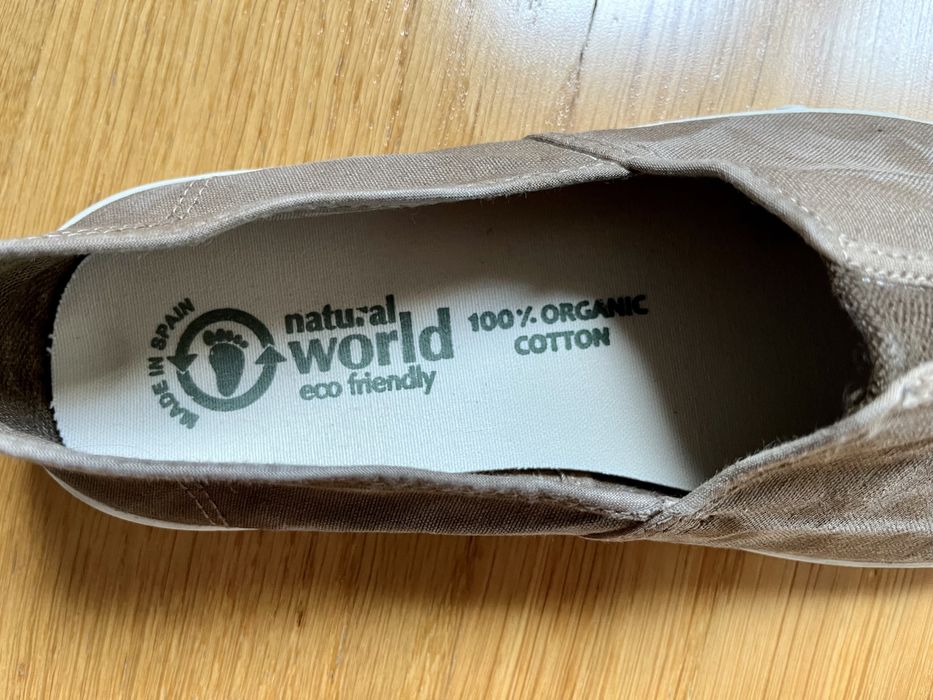 MADE IN SPAIN
natural
world
eco friendly
100% ORGANIC
COTTON